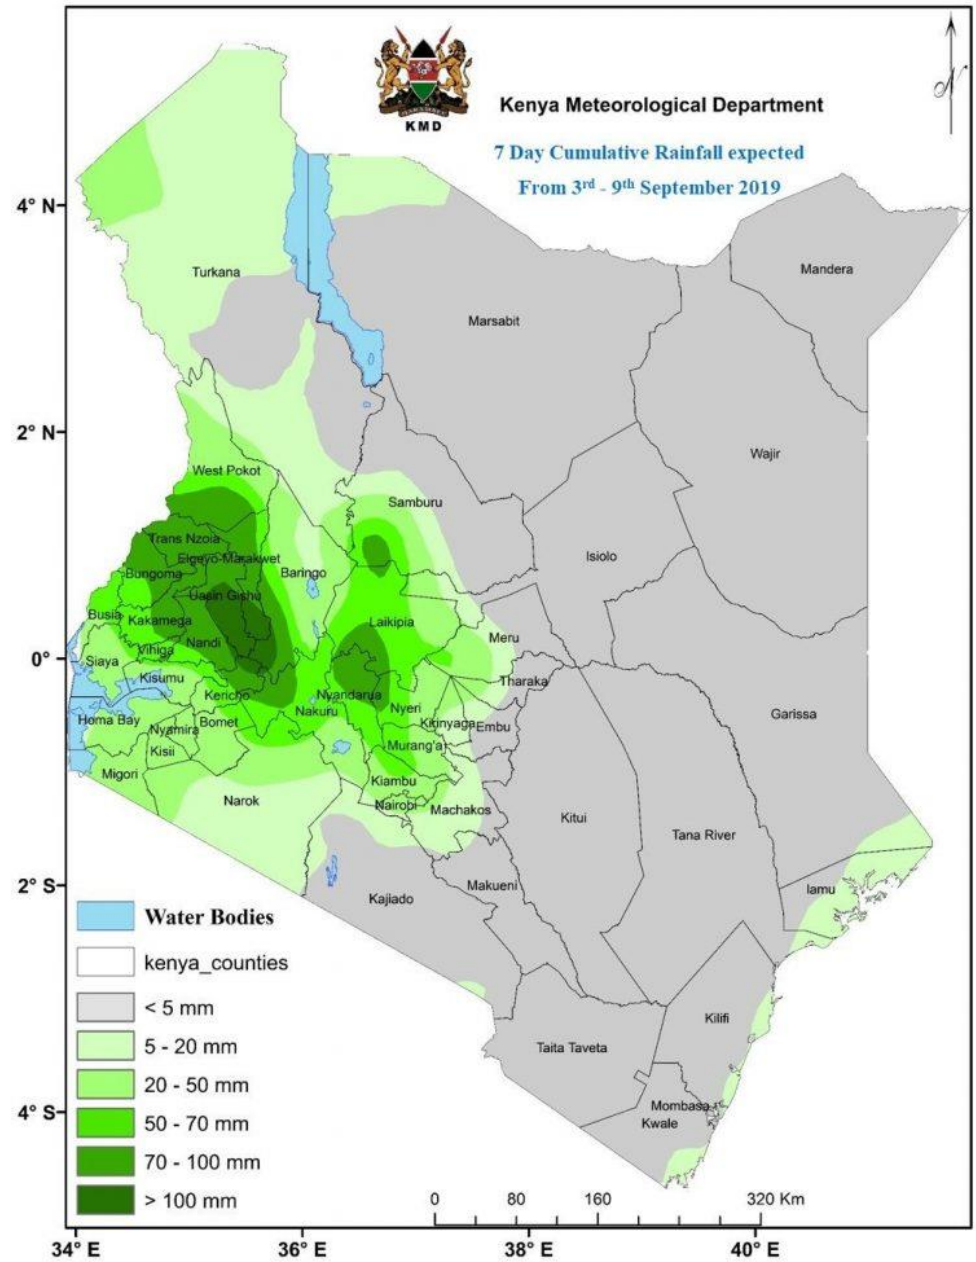 KMD
Kenya Meteorological Department
7 Day Cumulative Rainfall expected
From 3rd - 9th September 2019
N
4° N
2° N
0°
2° S
4° S
Turkana
Mandera
Marsabit
Wajir
West Pokot
Samburu
Trans Nzoia
Isiolo
Elgeyo-Marakwet
Bungoma
Baringo
Uasin Gishu
Busia
Kakamega
Laikipia
Nandi
Meru
Vihiga
Siaya
Kisumu
Tharaka
Kericho
Nyandarua
Nyeri
Nakuru
Garissa
Homa Bay
Bomet
Kirinyaga
Embu
Nyamira
Kisii
Murang'a
Migori
Kiambu
Narok
Nairobi
Machakos
Kitui
Tana River
Makueni
lamu
Kajiado
Kilifi
Taita Taveta
Mombasa
Kwale
Water Bodies
kenya_counties
< 5 mm
5 - 20 mm
20 - 50 mm
50 - 70 mm
70 - 100 mm
> 100 mm
0 80 160 320 Km
34° E 36° E 38° E 40° E